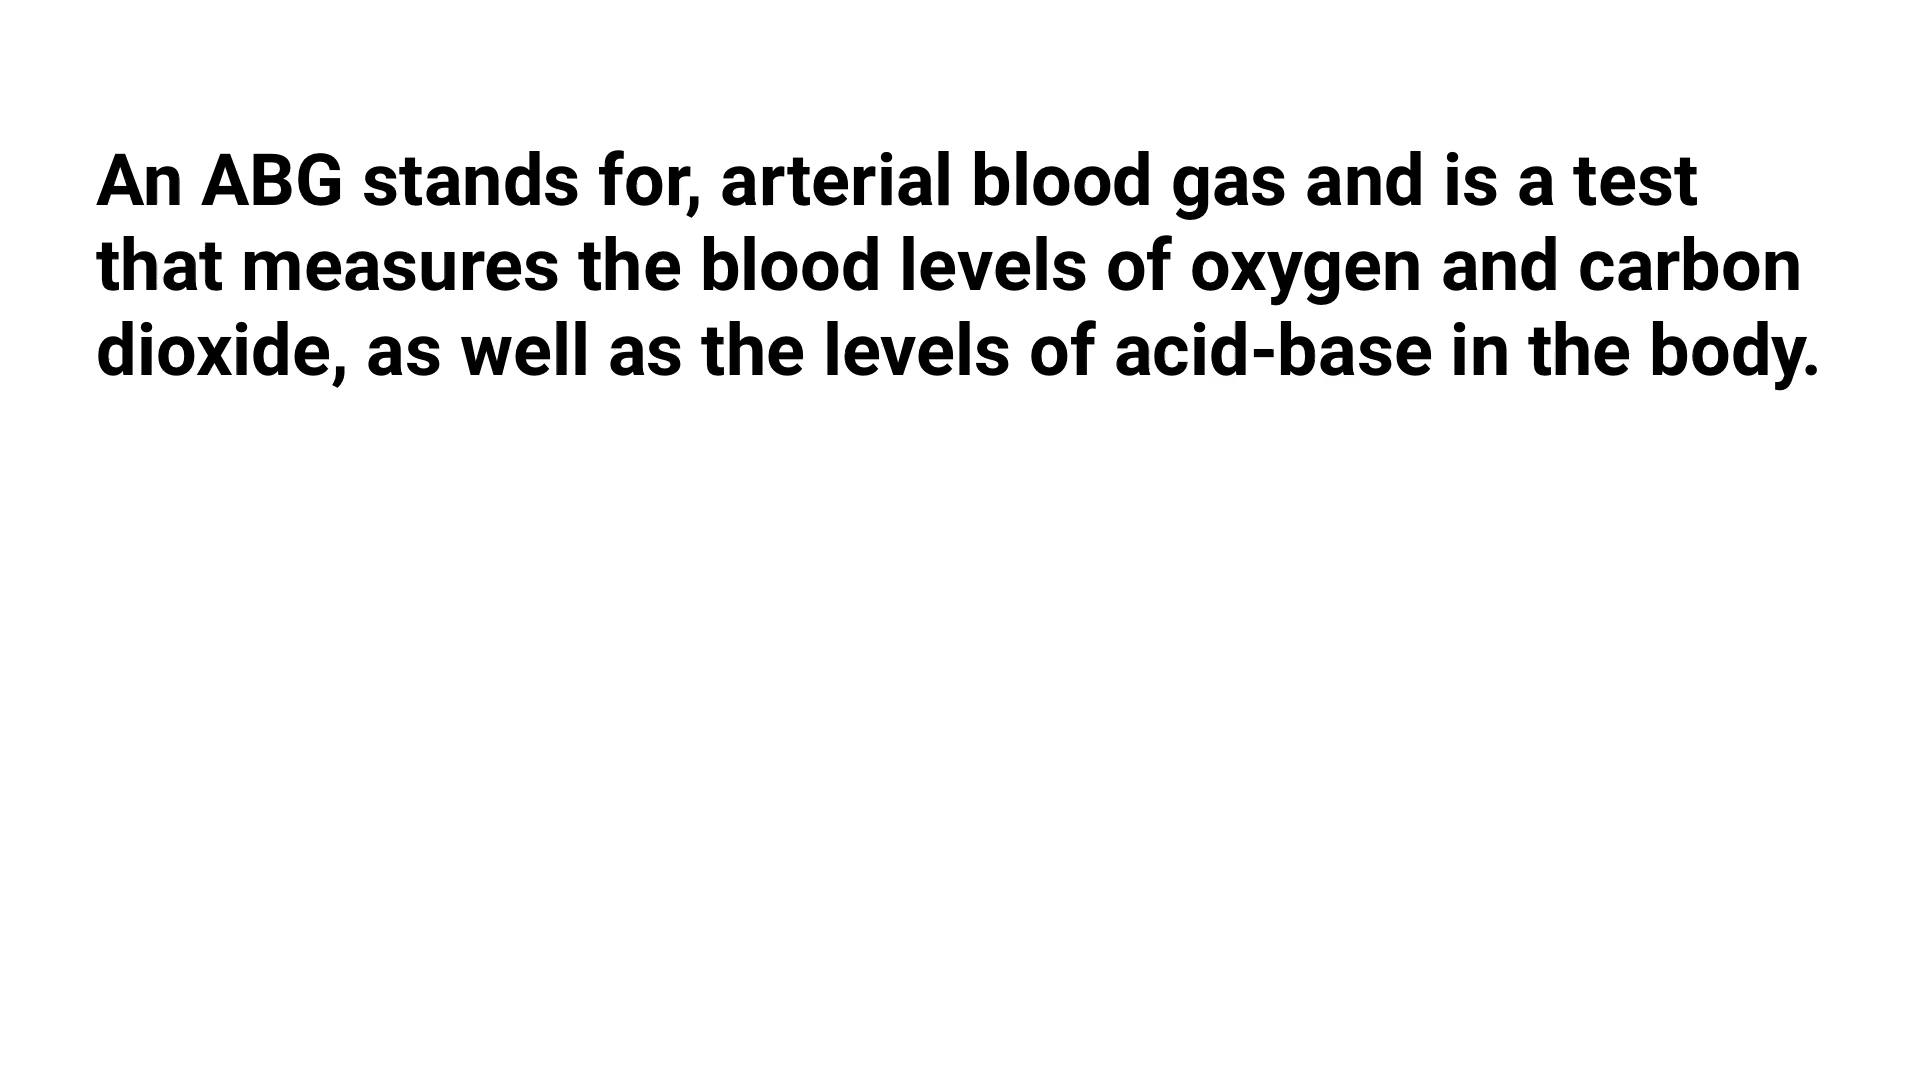 An ABG stands for, arterial blood gas and is a test
that measures the blood levels of oxygen and carbon
dioxide, as well as the levels of acid-base in the body.